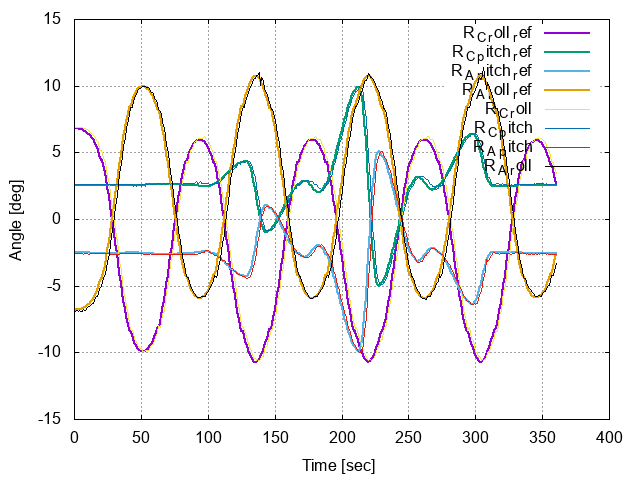 15
10
5
0
-5
-10
-15
0 50 100 150 200 250 300 350 400
Angle [deg]
Time [sec]
R_Croll_ref
R_Cpitch_ref
R_Apitch_ref
R_Aroll_ref
R_Croll
R_Cpitch
R_Apitch
R_Aroll